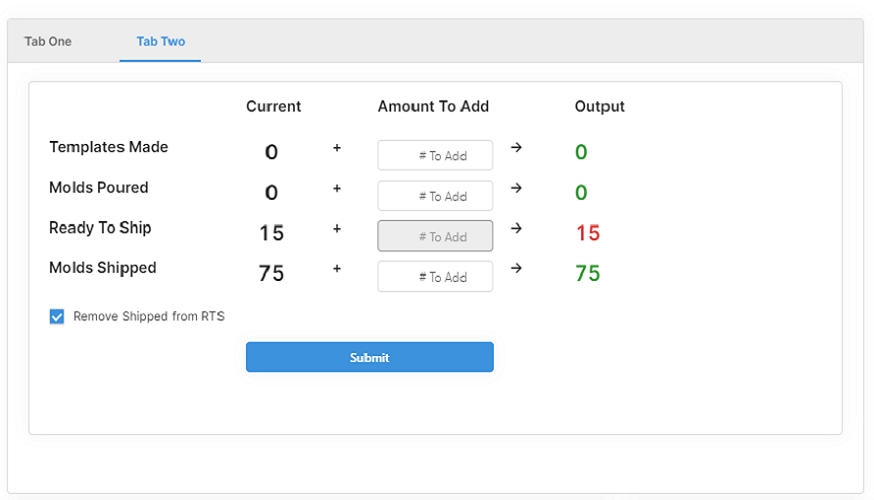 Tab One Tab Two
Current Amount To Add Output
Templates Made 0 + # To Add → 0
Molds Poured 0 + # To Add → 0
Ready To Ship 15 + # To Add → 15
Molds Shipped 75 + # To Add → 75
Remove Shipped from RTS
Submit